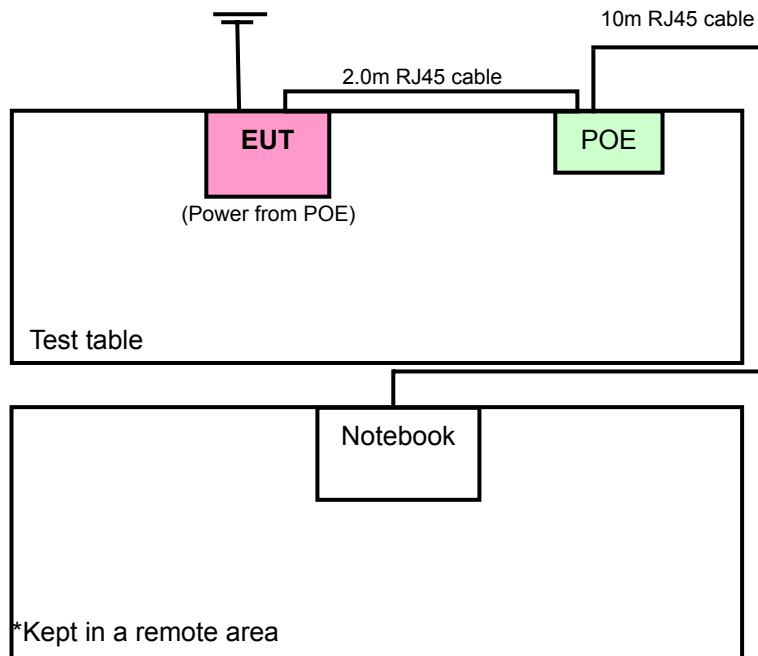 10m RJ45 cable
2.0m RJ45 cable
EUT
POE
(Power from POE)
Test table
Notebook
*Kept in a remote area